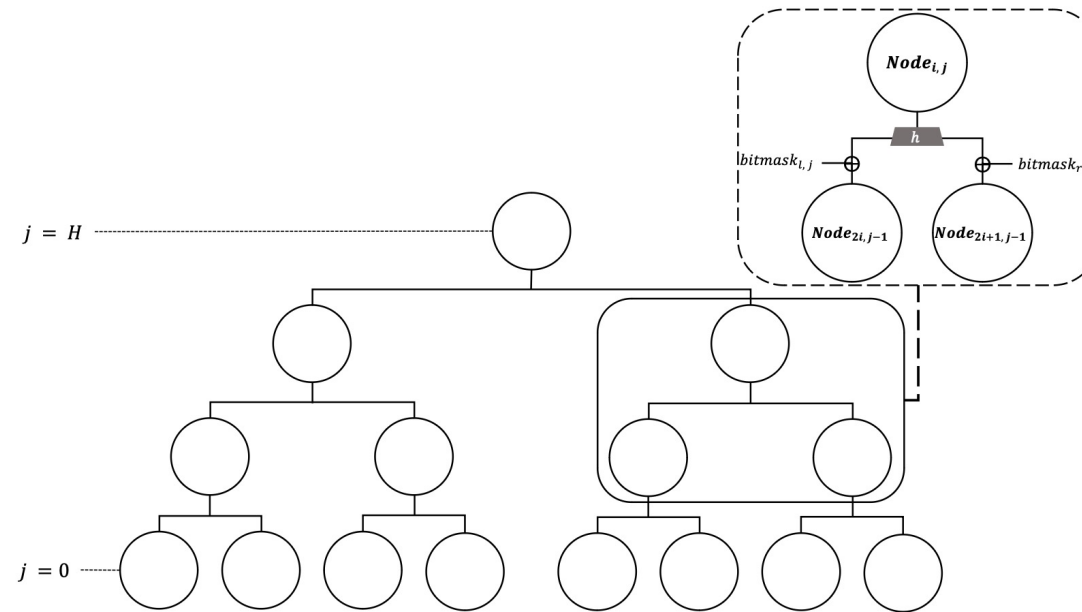 Node_{i,j}
h
bitmask_{l,j}
bitmask_r
Node_{2i,j-1}
Node_{2i+1,j-1}
j = H
j = 0